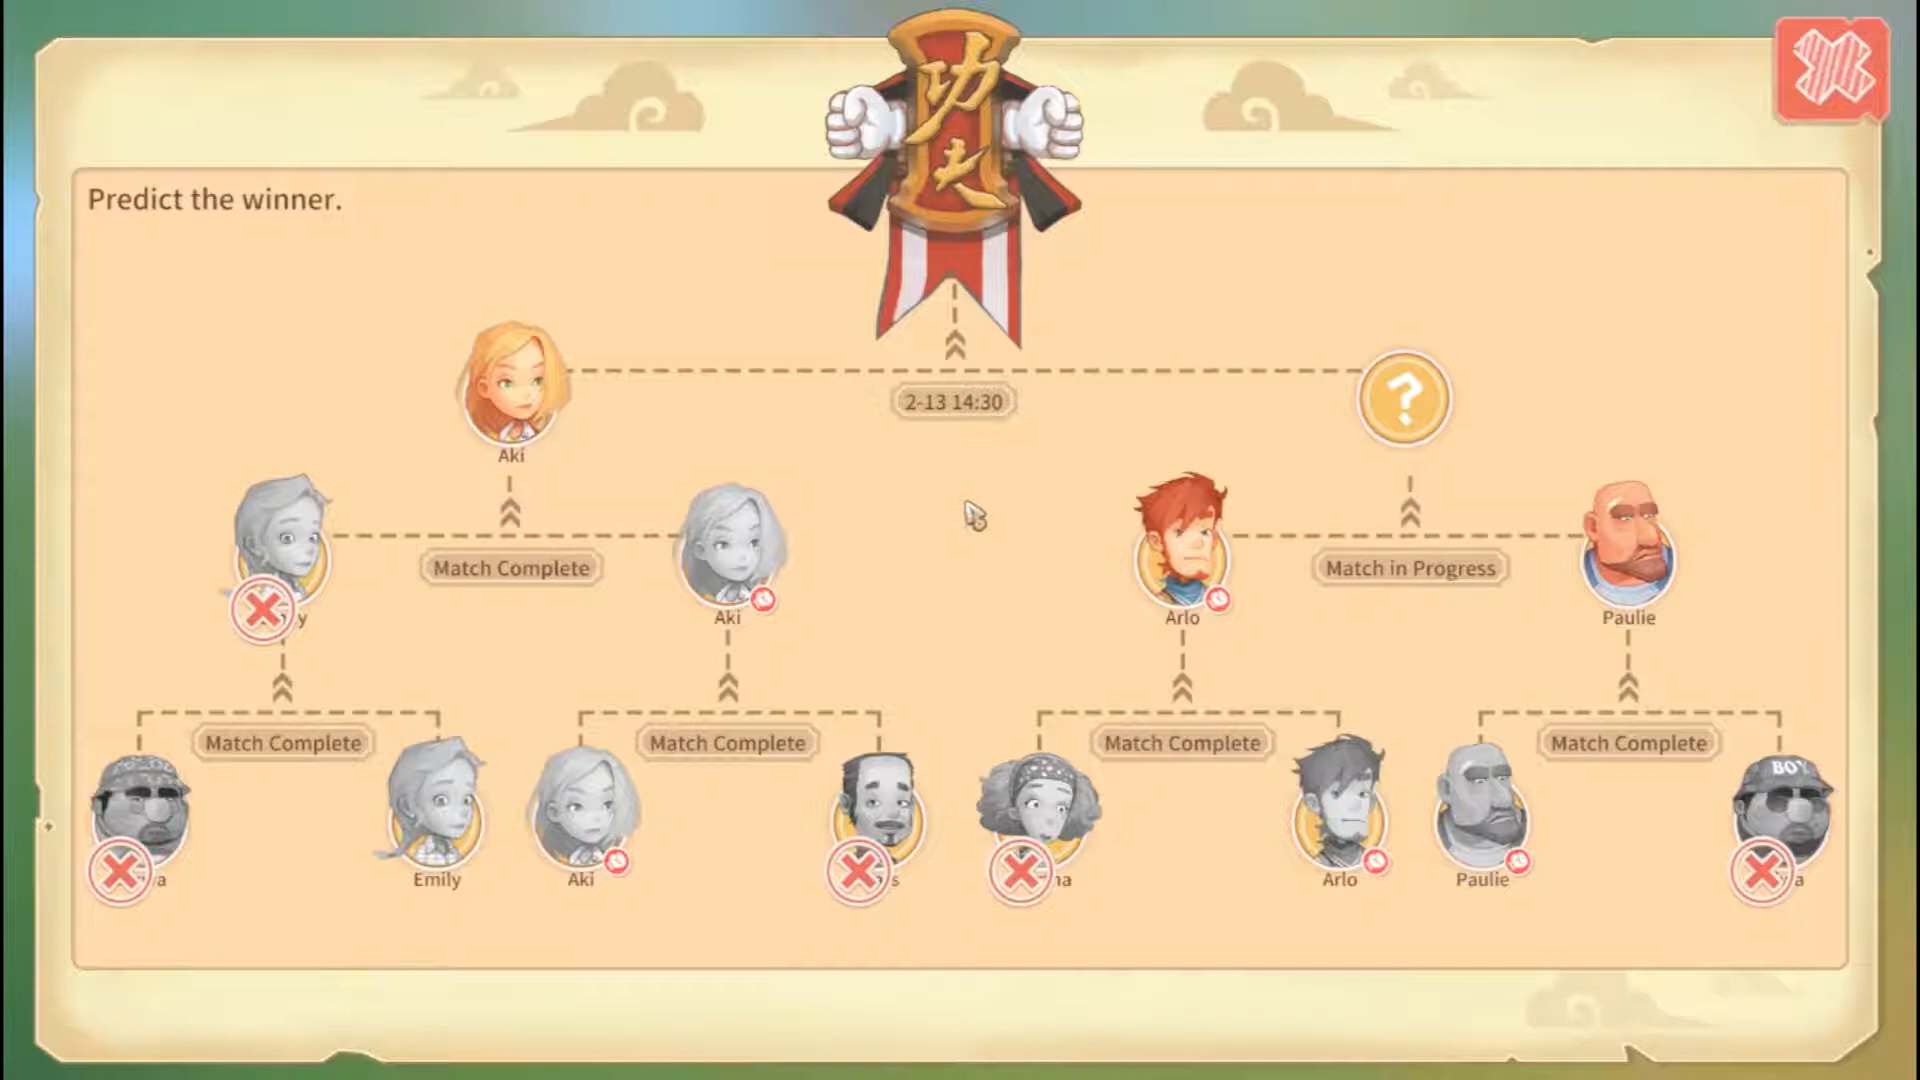 功夫
Predict the winner.
2-13 14:30
Aki
Match Complete
Match in Progress
Aki
Arlo
Paulie
Match Complete
Match Complete
Match Complete
Match Complete
BOY
Emily
Aki
Arlo
Paulie